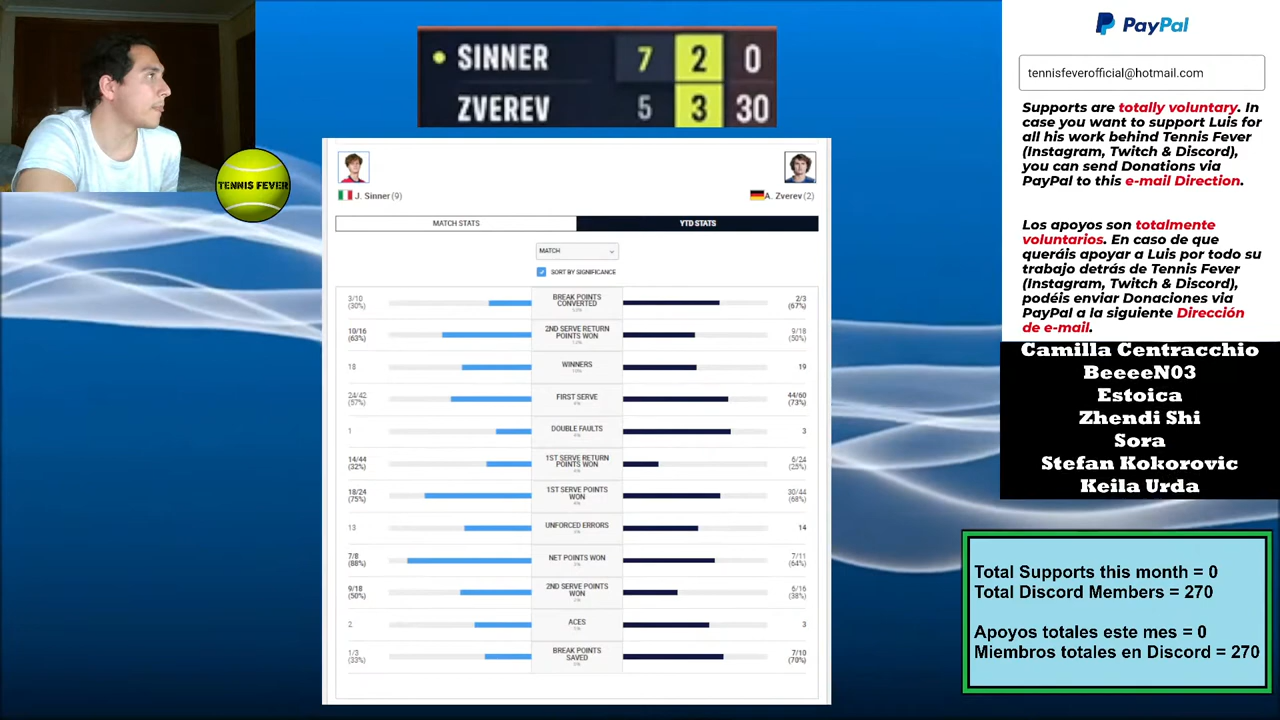 SINNER 7 2 0
ZVEREV 5 3 30
TENNIS FEVER
J. Sinner (9)
A. Zverev (2)
MATCH STATS
YTD STATS
MATCH
SORT BY SIGNIFICANCE
3/10
(30%)
BREAK POINTS
CONVERTED
2/3
(67%)
10/16
(63%)
2ND SERVE RETURN
POINTS WON
9/18
(50%)
18
WINNERS
19
24/42
(57%)
FIRST SERVE
44/60
(73%)
1
DOUBLE FAULTS
3
14/44
(32%)
1ST SERVE RETURN
POINTS WON
6/24
(25%)
18/24
(75%)
1ST SERVE POINTS
WON
30/44
(68%)
13
UNFORCED ERRORS
14
7/8
(88%)
NET POINTS WON
7/11
(64%)
9/18
(50%)
2ND SERVE POINTS
WON
6/16
(38%)
2
ACES
3
1/3
(33%)
BREAK POINTS
SAVED
7/10
(70%)
PayPal
tennisfeverofficial@hotmail.com
Supports are totally voluntary. In
case you want to support Luis for
all his work behind Tennis Fever
(Instagram, Twitch & Discord),
you can send Donations via
PayPal to this e-mail Direction.
Los apoyos son totalmente
voluntarios. En caso de que
queráis apoyar a Luis por todo su
trabajo detrás de Tennis Fever
(Instagram, Twitch & Discord),
podéis enviar Donaciones via
PayPal a la siguiente Dirección
de e-mail.
Camilla Centracchio
BeeeeN03
Estoica
Zhendi Shi
Sora
Stefan Kokorovic
Keila Urda
Total Supports this month = 0
Total Discord Members = 270
Apoyos totales este mes = 0
Miembros totales en Discord = 270